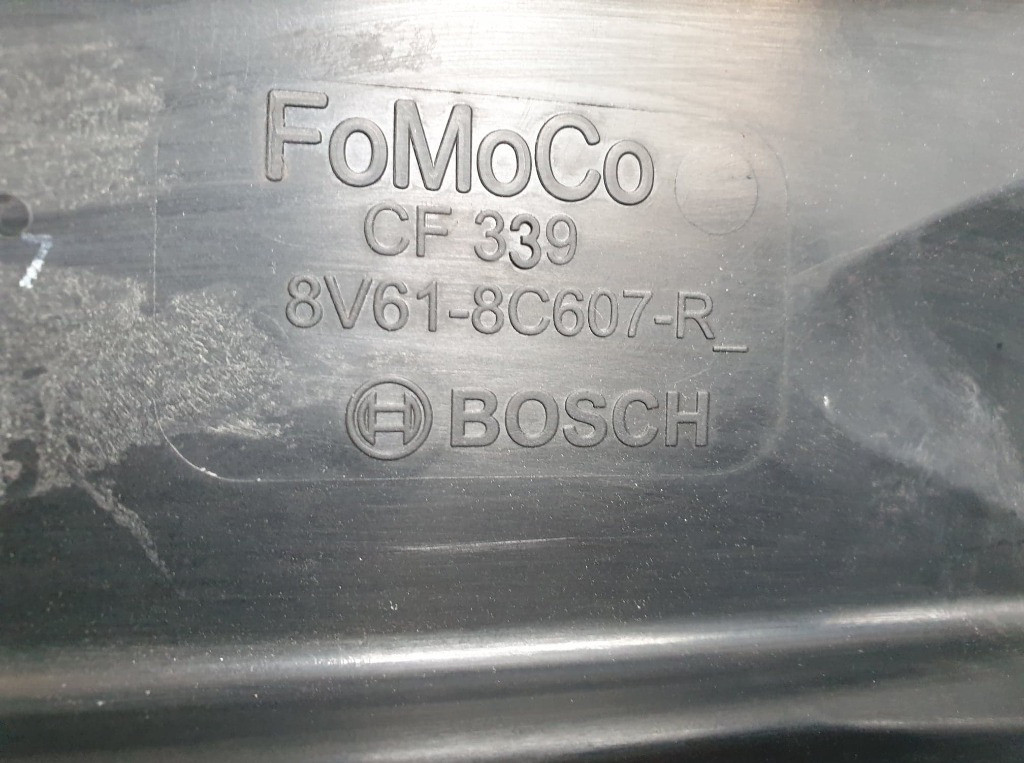 FoMoCo
CF 339
8V61-8C607-R_
BOSCH